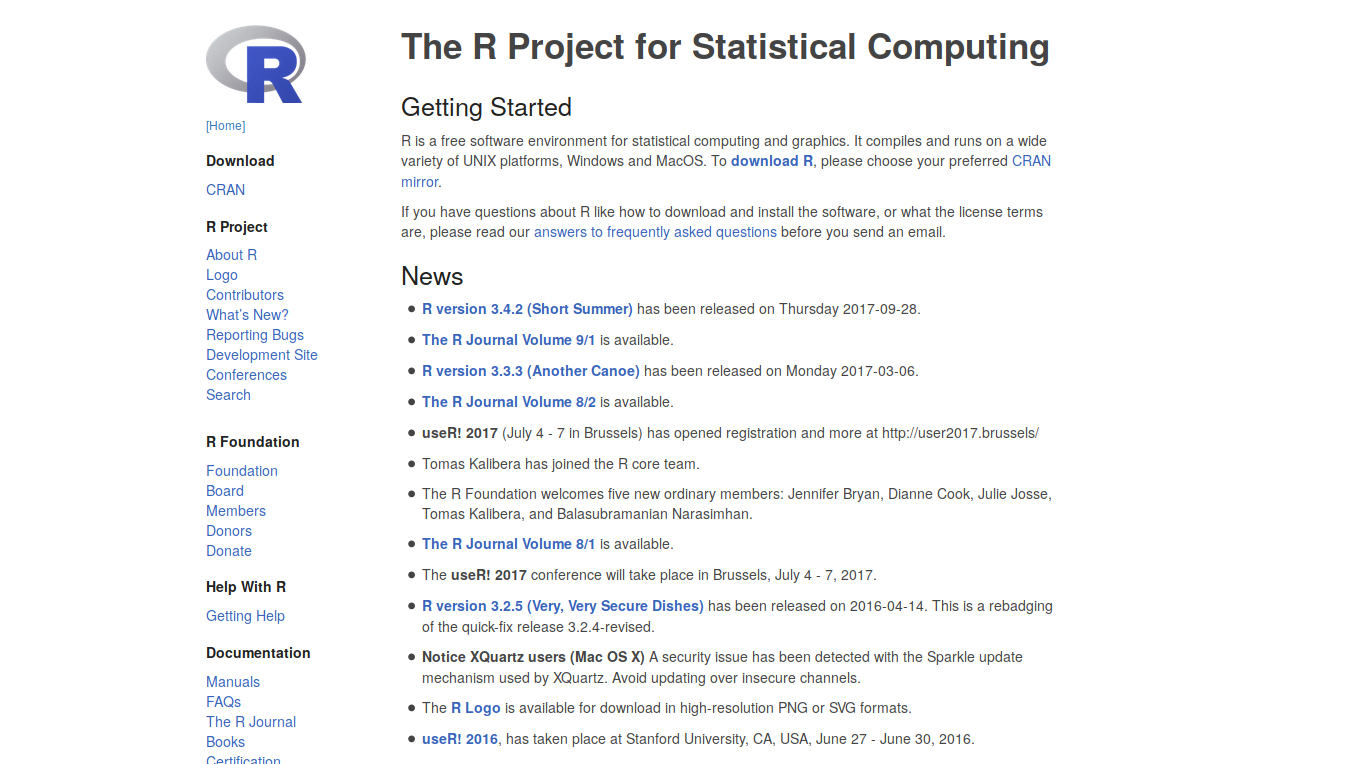 R
[Home]
Download
CRAN
R Project
About R
Logo
Contributors
What's New?
Reporting Bugs
Development Site
Conferences
Search
R Foundation
Foundation
Board
Members
Donors
Donate
Help With R
Getting Help
Documentation
Manuals
FAQs
The R Journal
Books
Certification
The R Project for Statistical Computing
Getting Started
R is a free software environment for statistical computing and graphics. It compiles and runs on a wide
variety of UNIX platforms, Windows and MacOS. To download R, please choose your preferred CRAN
mirror.
If you have questions about R like how to download and install the software, or what the license terms
are, please read our answers to frequently asked questions before you send an email.
News
• R version 3.4.2 (Short Summer) has been released on Thursday 2017-09-28.
• The R Journal Volume 9/1 is available.
• R version 3.3.3 (Another Canoe) has been released on Monday 2017-03-06.
• The R Journal Volume 8/2 is available.
• useR! 2017 (July 4 - 7 in Brussels) has opened registration and more at http://user2017.brussels/
• Tomas Kalibera has joined the R core team.
• The R Foundation welcomes five new ordinary members: Jennifer Bryan, Dianne Cook, Julie Josse,
Tomas Kalibera, and Balasubramanian Narasimhan.
• The R Journal Volume 8/1 is available.
• The useR! 2017 conference will take place in Brussels, July 4 - 7, 2017.
• R version 3.2.5 (Very, Very Secure Dishes) has been released on 2016-04-14. This is a rebadging
of the quick-fix release 3.2.4-revised.
• Notice XQuartz users (Mac OS X) A security issue has been detected with the Sparkle update
mechanism used by XQuartz. Avoid updating over insecure channels.
• The R Logo is available for download in high-resolution PNG or SVG formats.
• useR! 2016, has taken place at Stanford University, CA, USA, June 27 - June 30, 2016.